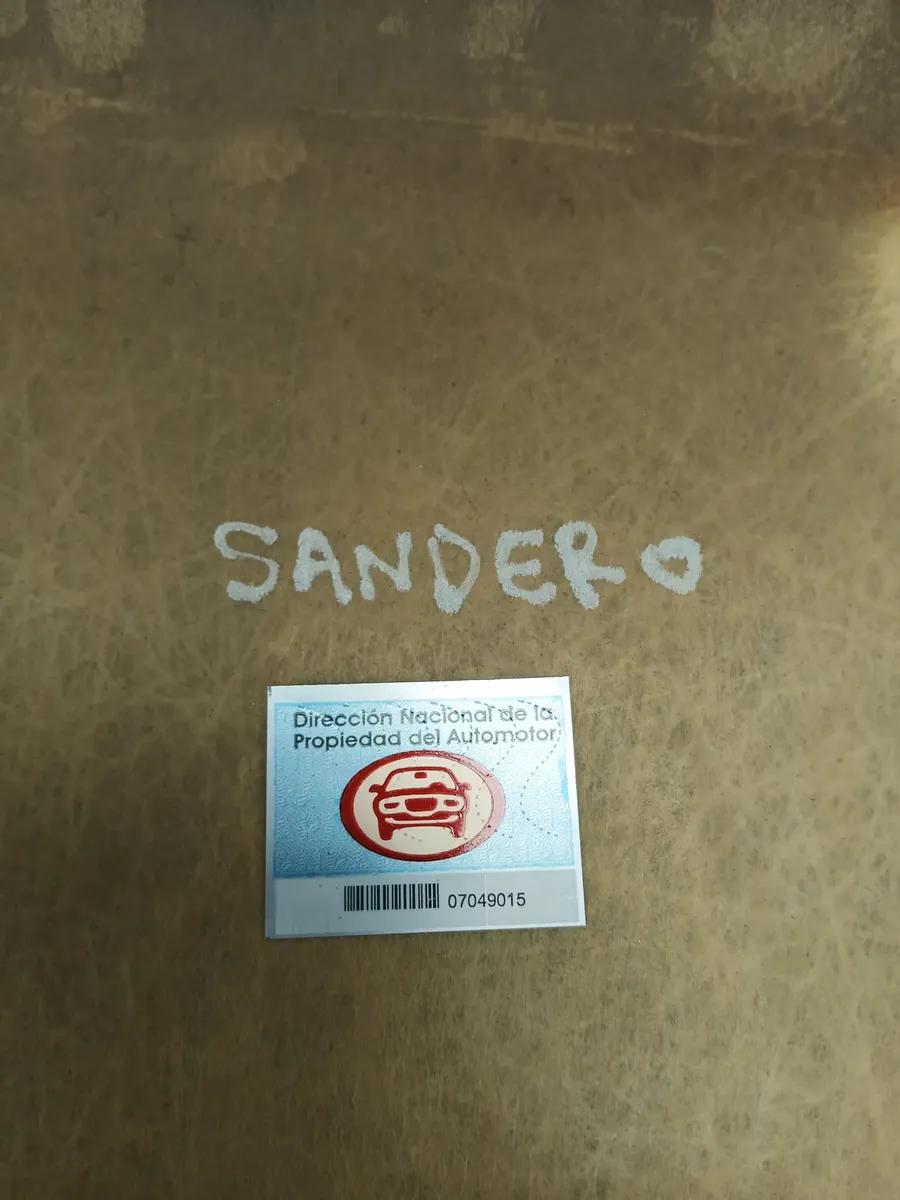 SANDERO
Dirección Nacional de la
Propiedad del Automotor
07049015